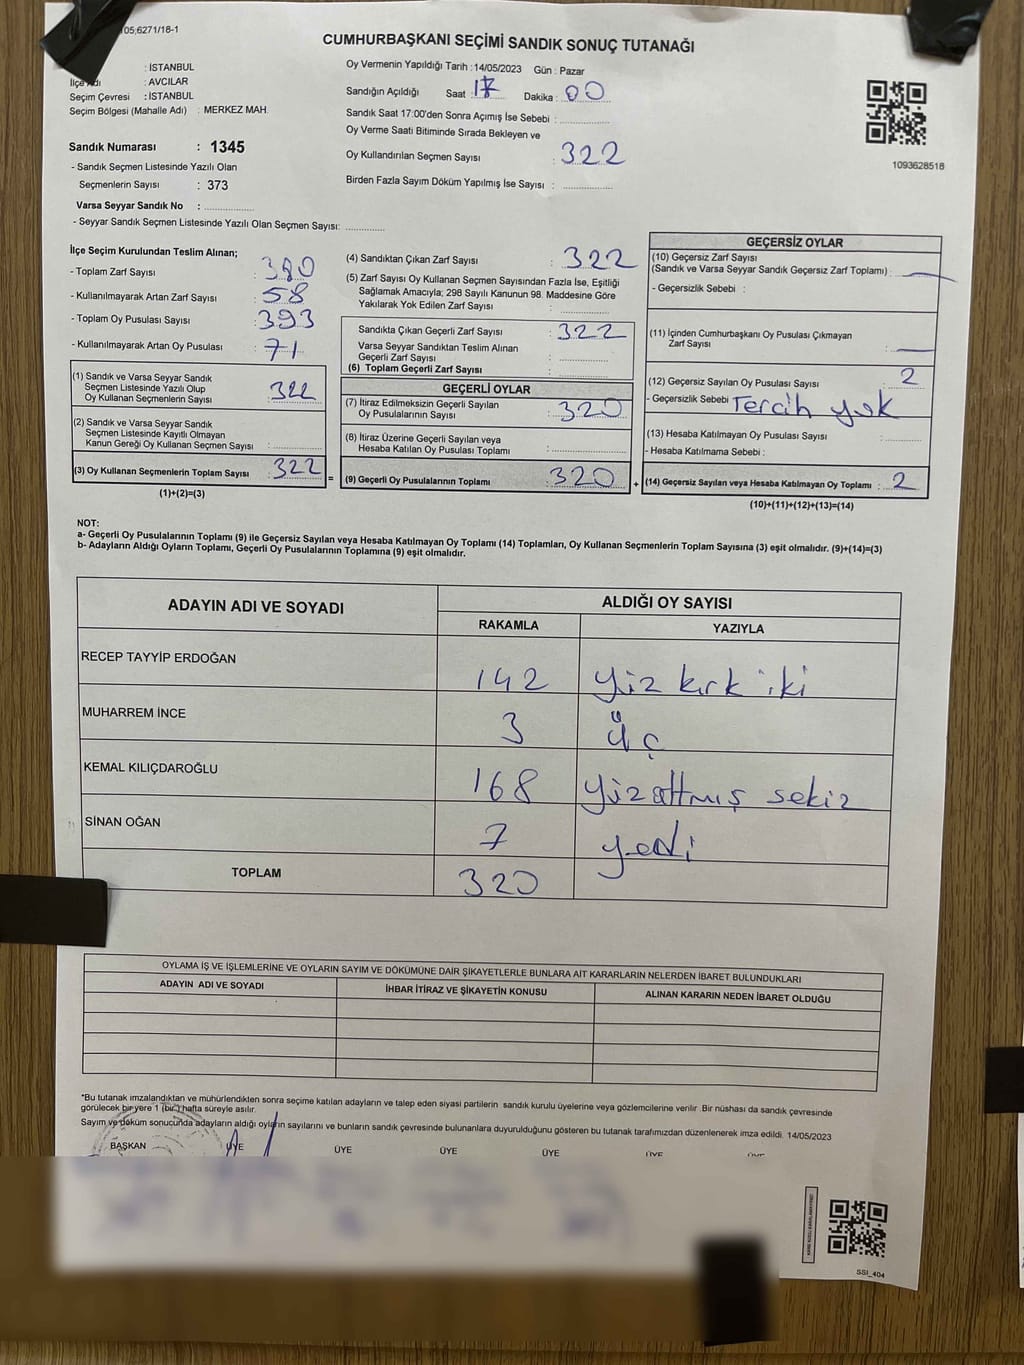 05;6271/18-1
CUMHURBAŞKANI SEÇİMİ SANDIK SONUÇ TUTANAĞI
: İSTANBUL
İlçe Adı : AVCILAR
Seçim Çevresi : İSTANBUL
Seçim Bölgesi (Mahalle Adı) : MERKEZ MAH.
Sandık Numarası : 1345
- Sandık Seçmen Listesinde Yazılı Olan
Seçmenlerin Sayısı : 373
Varsa Seyyar Sandık No :
- Seyyar Sandık Seçmen Listesinde Yazılı Olan Seçmen Sayısı:
Oy Vermenin Yapıldığı Tarih : 14/05/2023 Gün : Pazar
Sandığın Açıldığı Saat : 17 Dakika : 00
Sandık Saat 17:00'den Sonra Açımış İse Sebebi :
Oy Verme Saati Bitiminde Sırada Bekleyen ve
Oy Kullandırılan Seçmen Sayısı : 322
Birden Fazla Sayım Döküm Yapılmış İse Sayısı :
1093628518
İlçe Seçim Kurulundan Teslim Alınan;
- Toplam Zarf Sayısı : 380
- Kullanılmayarak Artan Zarf Sayısı : 58
- Toplam Oy Pusulası Sayısı : 393
- Kullanılmayarak Artan Oy Pusulası : 71
(1) Sandık ve Varsa Seyyar Sandık
Seçmen Listesinde Yazılı Olup
Oy Kullanan Seçmenlerin Sayısı : 322
(2) Sandık ve Varsa Seyyar Sandık
Seçmen Listesinde Kayıtlı Olmayan
Kanun Gereği Oy Kullanan Seçmen Sayısı :
(3) Oy Kullanan Seçmenlerin Toplam Sayısı : 322 =
(1)+(2)=(3)
(4) Sandıktan Çıkan Zarf Sayısı : 322
(5) Zarf Sayısı Oy Kullanan Seçmen Sayısından Fazla İse, Eşitliği
Sağlamak Amacıyla; 298 Sayılı Kanunun 98. Maddesine Göre
Yakılarak Yok Edilen Zarf Sayısı :
Sandıkta Çıkan Geçerli Zarf Sayısı : 322
Varsa Seyyar Sandıktan Teslim Alınan
Geçerli Zarf Sayısı :
(6) Toplam Geçerli Zarf Sayısı :
GEÇERLİ OYLAR
(7) İtiraz Edilmeksizin Geçerli Sayılan
Oy Pusulalarının Sayısı : 320
(8) İtiraz Üzerine Geçerli Sayılan veya
Hesaba Katılan Oy Pusulası Toplamı :
(9) Geçerli Oy Pusulalarının Toplamı : 320 +
GEÇERSİZ OYLAR
(10) Geçersiz Zarf Sayısı
(Sandık ve Varsa Seyyar Sandık Geçersiz Zarf Toplamı) :
- Geçersizlik Sebebi :
(11) İçinden Cumhurbaşkanı Oy Pusulası Çıkmayan
Zarf Sayısı :
(12) Geçersiz Sayılan Oy Pusulası Sayısı : 2
- Geçersizlik Sebebi : Tercih yok
(13) Hesaba Katılmayan Oy Pusulası Sayısı :
- Hesaba Katılmama Sebebi :
(14) Geçersiz Sayılan veya Hesaba Katılmayan Oy Toplamı : 2
(10)+(11)+(12)+(13)=(14)
NOT:
a- Geçerli Oy Pusulalarının Toplamı (9) ile Geçersiz Sayılan veya Hesaba Katılmayan Oy Toplamı (14) Toplamları, Oy Kullanan Seçmenlerin Toplam Sayısına (3) eşit olmalıdır. (9)+(14)=(3)
b- Adayların Aldığı Oyların Toplamı, Geçerli Oy Pusulalarının Toplamına (9) eşit olmalıdır.
ADAYIN ADI VE SOYADI ALDIĞI OY SAYISI
RAKAMLA YAZIYLA
RECEP TAYYİP ERDOĞAN 142 yüz kırk iki
MUHARREM İNCE 3 üç
KEMAL KILIÇDAROĞLU 168 yüz altmış sekiz
SİNAN OĞAN 7 yedi
TOPLAM 320
OYLAMA İŞ VE İŞLEMLERİNE VE OYLARIN SAYIM VE DÖKÜMÜNE DAİR ŞİKAYETLERLE BUNLARA AİT KARARLARIN NELERDEN İBARET BULUNDUKLARI
ADAYIN ADI VE SOYADI İHBAR İTİRAZ VE ŞİKAYETİN KONUSU ALINAN KARARIN NEDEN İBARET OLDUĞU
*Bu tutanak imzalandıktan ve mühürlendikten sonra seçime katılan adayların ve talep eden siyasi partilerin sandık kurulu üyelerine veya gözlemcilerine verilir. Bir nüshası da sandık çevresinde
görülecek bir yere 1 (bir) hafta süreyle asılır.
Sayım ve döküm sonucunda adayların aldığı oyların sayılarını ve bunların sandık çevresinde bulunanlara duyurulduğunu gösteren bu tutanak tarafımızdan düzenlenerek imza edildi. 14/05/2023
BAŞKAN ÜYE ÜYE ÜYE ÜYE ÜYE ÜYE
SSI_404